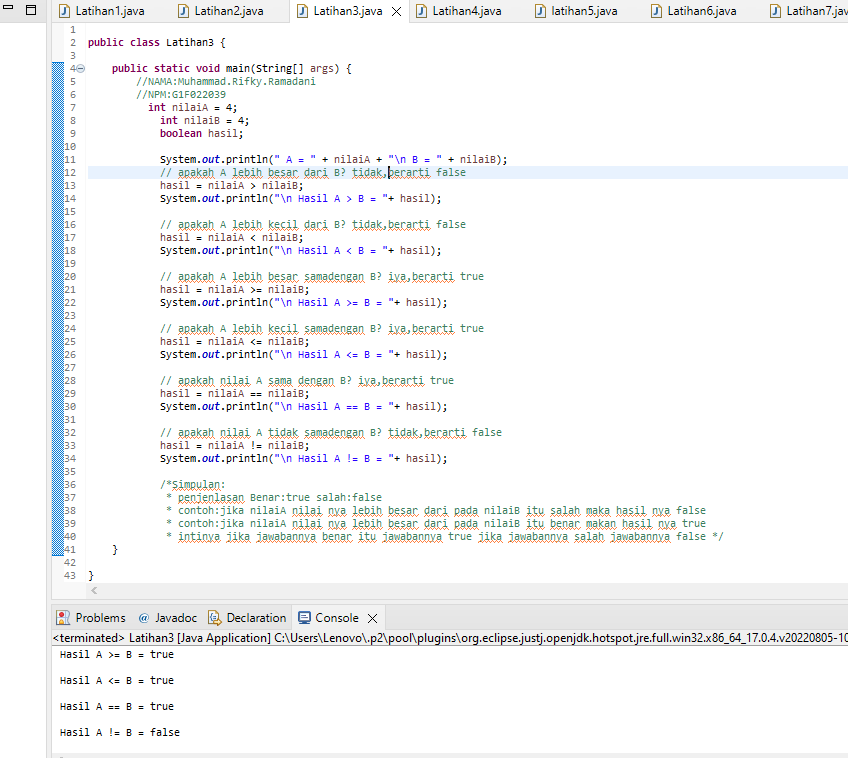 Latihan1.java Latihan2.java Latihan3.java Latihan4.java latihan5.java Latihan6.java Latihan7.jav
1
2 public class Latihan3 {
3
4 public static void main(String[] args) {
5 //NAMA:Muhammad.Rifky.Ramadani
6 //NPM:G1F022039
7 int nilaiA = 4;
8 int nilaiB = 4;
9 boolean hasil;
10
11 System.out.println(" A = " + nilaiA + "\n B = " + nilaiB);
12 // apakah A lebih besar dari B? tidak,berarti false
13 hasil = nilaiA > nilaiB;
14 System.out.println("\n Hasil A > B = "+ hasil);
15
16 // apakah A lebih kecil dari B? tidak,berarti false
17 hasil = nilaiA < nilaiB;
18 System.out.println("\n Hasil A < B = "+ hasil);
19
20 // apakah A lebih besar samadengan B? iya,berarti true
21 hasil = nilaiA >= nilaiB;
22 System.out.println("\n Hasil A >= B = "+ hasil);
23
24 // apakah A lebih kecil samadengan B? iya,berarti true
25 hasil = nilaiA <= nilaiB;
26 System.out.println("\n Hasil A <= B = "+ hasil);
27
28 // apakah nilai A sama dengan B? iya,berarti true
29 hasil = nilaiA == nilaiB;
30 System.out.println("\n Hasil A == B = "+ hasil);
31
32 // apakah nilai A tidak samadengan B? tidak,berarti false
33 hasil = nilaiA != nilaiB;
34 System.out.println("\n Hasil A != B = "+ hasil);
35
36 /*Simpulan:
37 * penjenlasan Benar:true salah:false
38 * contoh:jika nilaiA nilai nya lebih besar dari pada nilaiB itu salah maka hasil nya false
39 * contoh:jika nilaiA nilai nya lebih besar dari pada nilaiB itu benar makan hasil nya true
40 * intinya jika jawabannya benar itu jawabannya true jika jawabannya salah jawabannya false */
41 }
42
43 }
Problems Javadoc Declaration Console
<terminated> Latihan3 [Java Application] C:\Users\Lenovo\.p2\pool\plugins\org.eclipse.justj.openjdk.hotspot.jre.full.win32.x86_64_17.0.4.v20220805-10
Hasil A >= B = true
Hasil A <= B = true
Hasil A == B = true
Hasil A != B = false